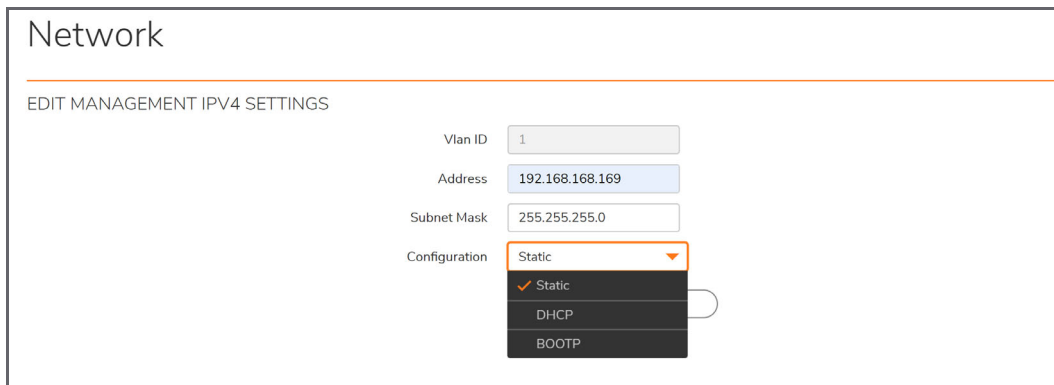 Network
EDIT MANAGEMENT IPV4 SETTINGS
Vlan ID 1
Address 192.168.168.169
Subnet Mask 255.255.255.0
Configuration Static
Static
DHCP
BOOTP